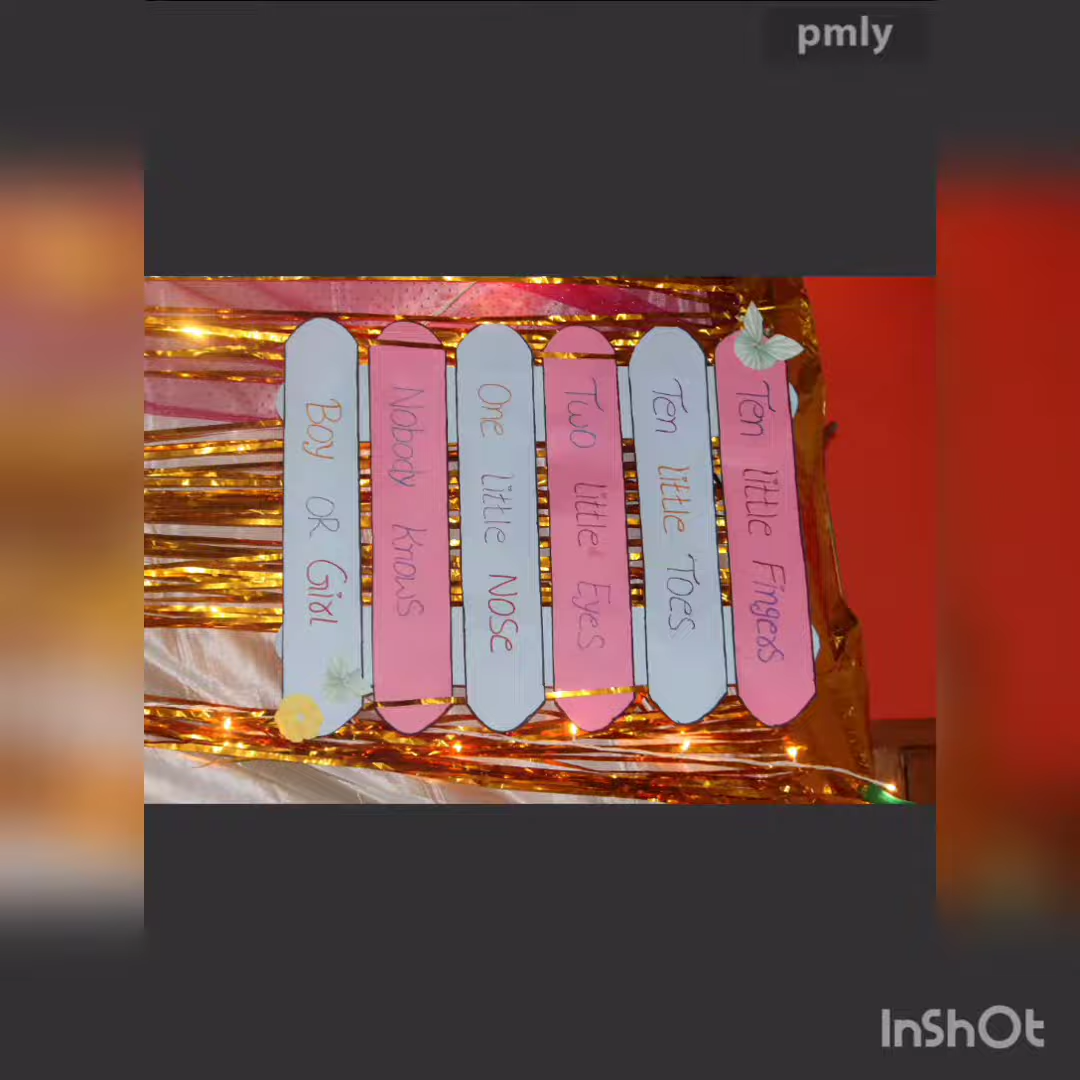 pmly
Ten little Fingers
Ten little Toes
Two little Eyes
One little Nose
Nobody Knows
Boy OR Girl
InShOt